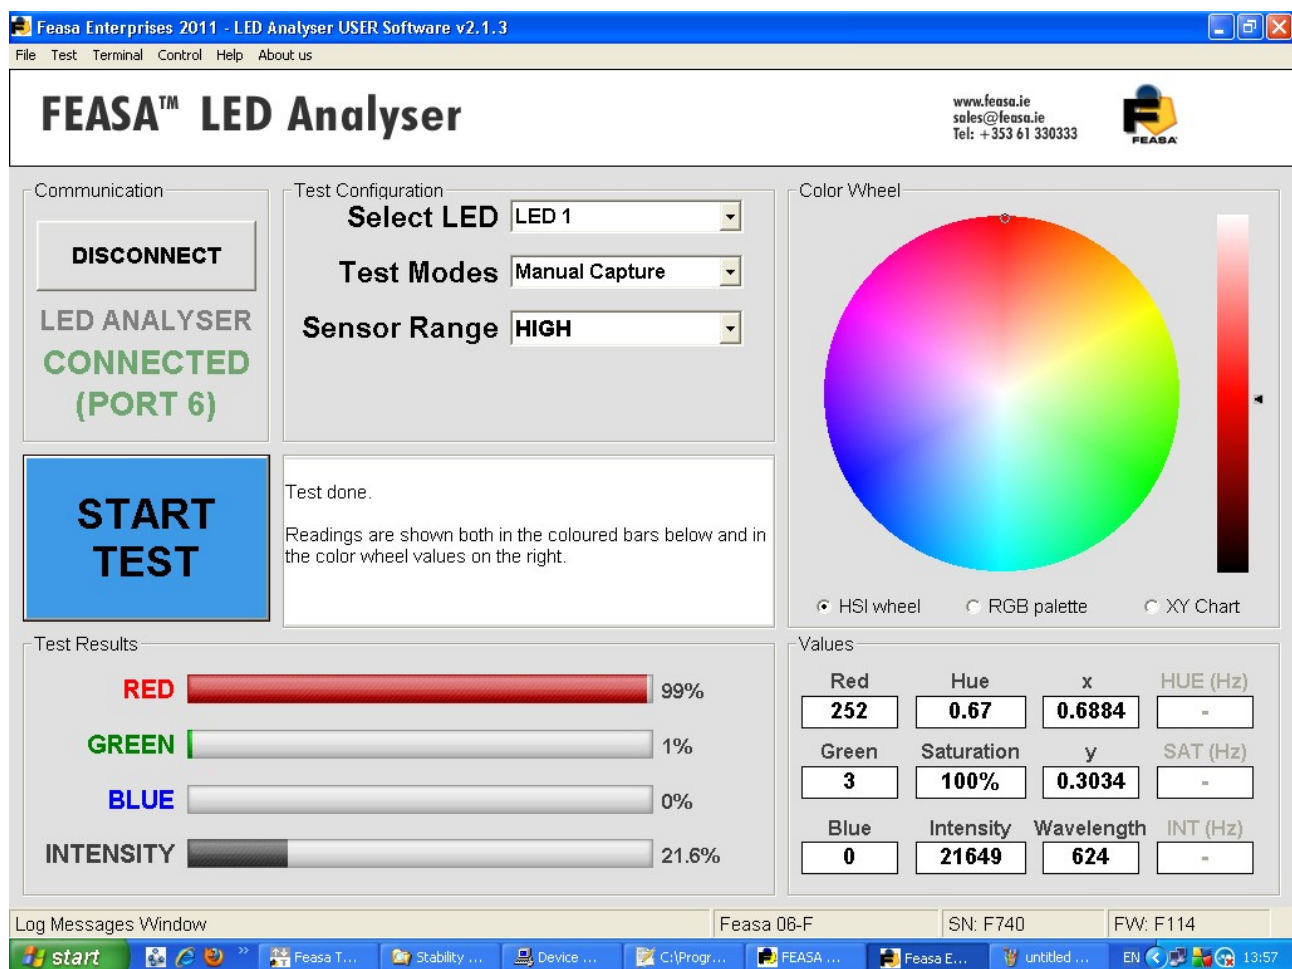 Feasa Enterprises 2011 - LED Analyser USER Software v2.1.3
File Test Terminal Control Help About us
FEASA™ LED Analyser
www.feasa.ie
sales@feasa.ie
Tel: +353 61 330333
FEASA
Communication
DISCONNECT
LED ANALYSER
CONNECTED
(PORT 6)
Test Configuration
Select LED LED 1
Test Modes Manual Capture
Sensor Range HIGH
Color Wheel
HSI wheel RGB palette XY Chart
START
TEST
Test done.
Readings are shown both in the coloured bars below and in
the color wheel values on the right.
Test Results
RED 99%
GREEN 1%
BLUE 0%
INTENSITY 21.6%
Values
Red Hue x HUE (Hz)
252 0.67 0.6884 -
Green Saturation y SAT (Hz)
3 100% 0.3034 -
Blue Intensity Wavelength INT (Hz)
0 21649 624 -
Log Messages Window Feasa 06-F SN: F740 FW: F114
start » Feasa T... Stability ... Device ... C:\Progr... FEASA ... Feasa E... untitled ... EN 13:57